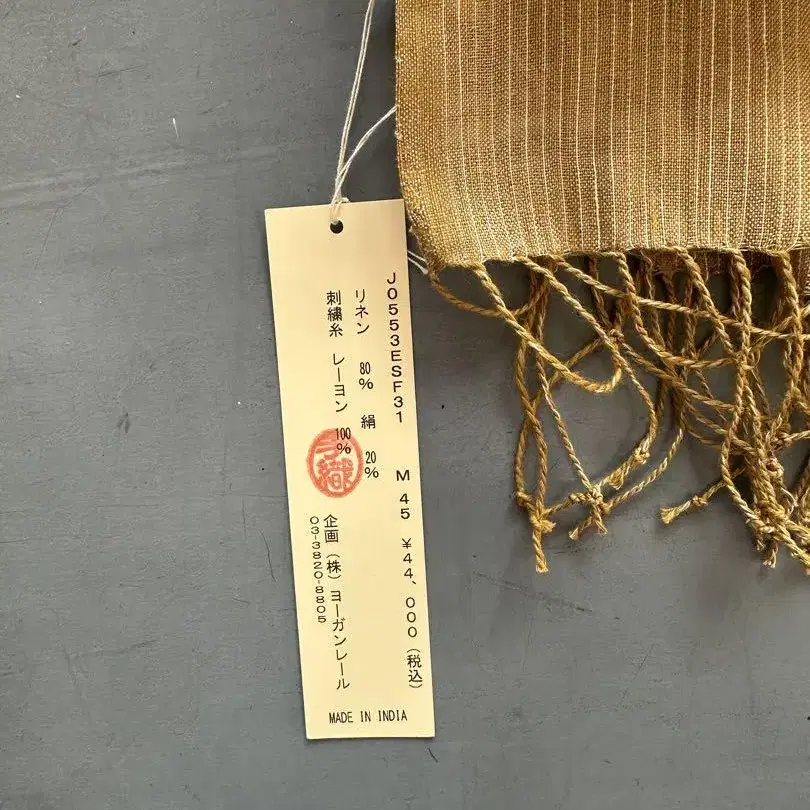 J0553ESF31 M 45 ¥44、000（税込）
リネン 80% 絹 20%
刺繍糸 レーヨン 100%
手織
企画（株）ヨーガンレール
03-3820-8805
MADE IN INDIA